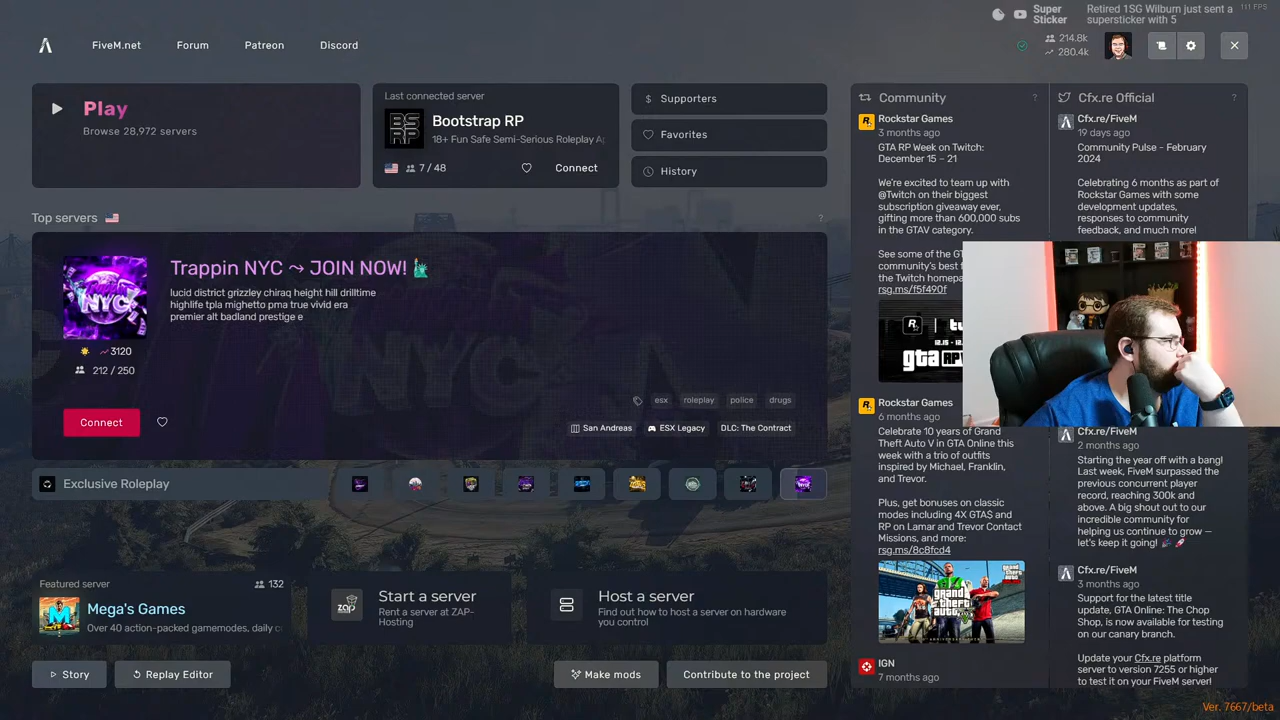 Super
Sticker
Retired 1SG Wilburn just sent a
supersticker with 5
111 FPS
FiveM.net
Forum
Patreon
Discord
214.8k
280.4k
Play
Browse 28,972 servers
Last connected server
BS
RP
Bootstrap RP
18+ Fun Safe Semi-Serious Roleplay
7 / 48
Connect
Supporters
Favorites
History
Top servers
?
Trappin NYC ⤳ JOIN NOW! 🗽
lucid district grizzley chiraq height hill drilltime
highlife tpla mighetto pma true vivid era
premier alt badland prestige e
3120
212 / 250
Connect
esx
roleplay
police
drugs
San Andreas
ESX Legacy
DLC: The Contract
Exclusive Roleplay
Featured server
132
Mega's Games
Over 40 action-packed gamemodes, daily c
ZAP
Start a server
Rent a server at ZAP-
Hosting
Host a server
Find out how to host a server on hardware
you control
Story
Replay Editor
Make mods
Contribute to the project
Community
?
Rockstar Games
3 months ago
GTA RP Week on Twitch:
December 15 – 21
We're excited to team up with
@Twitch on their biggest
subscription giveaway ever,
gifting more than 600,000 subs
in the GTAV category.
See some of the GT
community's best f
the Twitch homepa
rsg.ms/f5f490f
Rockstar Games
6 months ago
Celebrate 10 years of Grand
Theft Auto V in GTA Online this
week with a trio of outfits
inspired by Michael, Franklin,
and Trevor.
Plus, get bonuses on classic
modes including 4X GTA$ and
RP on Lamar and Trevor Contact
Missions, and more:
rsg.ms/8c8fcd4
grand
theft
auto
IGN
7 months ago
Cfx.re Official
?
Cfx.re/FiveM
19 days ago
Community Pulse - February
2024
Celebrating 6 months as part of
Rockstar Games with some
development updates,
responses to community
feedback, and much more!
Cfx.re/FiveM
2 months ago
Starting the year off with a bang!
Last week, FiveM surpassed the
previous concurrent player
record, reaching 300k and
above. A big shout out to our
incredible community for
helping us continue to grow —
let's keep it going! 🎉 🚀
Cfx.re/FiveM
3 months ago
Support for the latest title
update, GTA Online: The Chop
Shop, is now available for testing
on our canary branch.
Update your Cfx.re platform
server to version 7255 or higher
to test it on your FiveM server!
Ver. 7667/beta